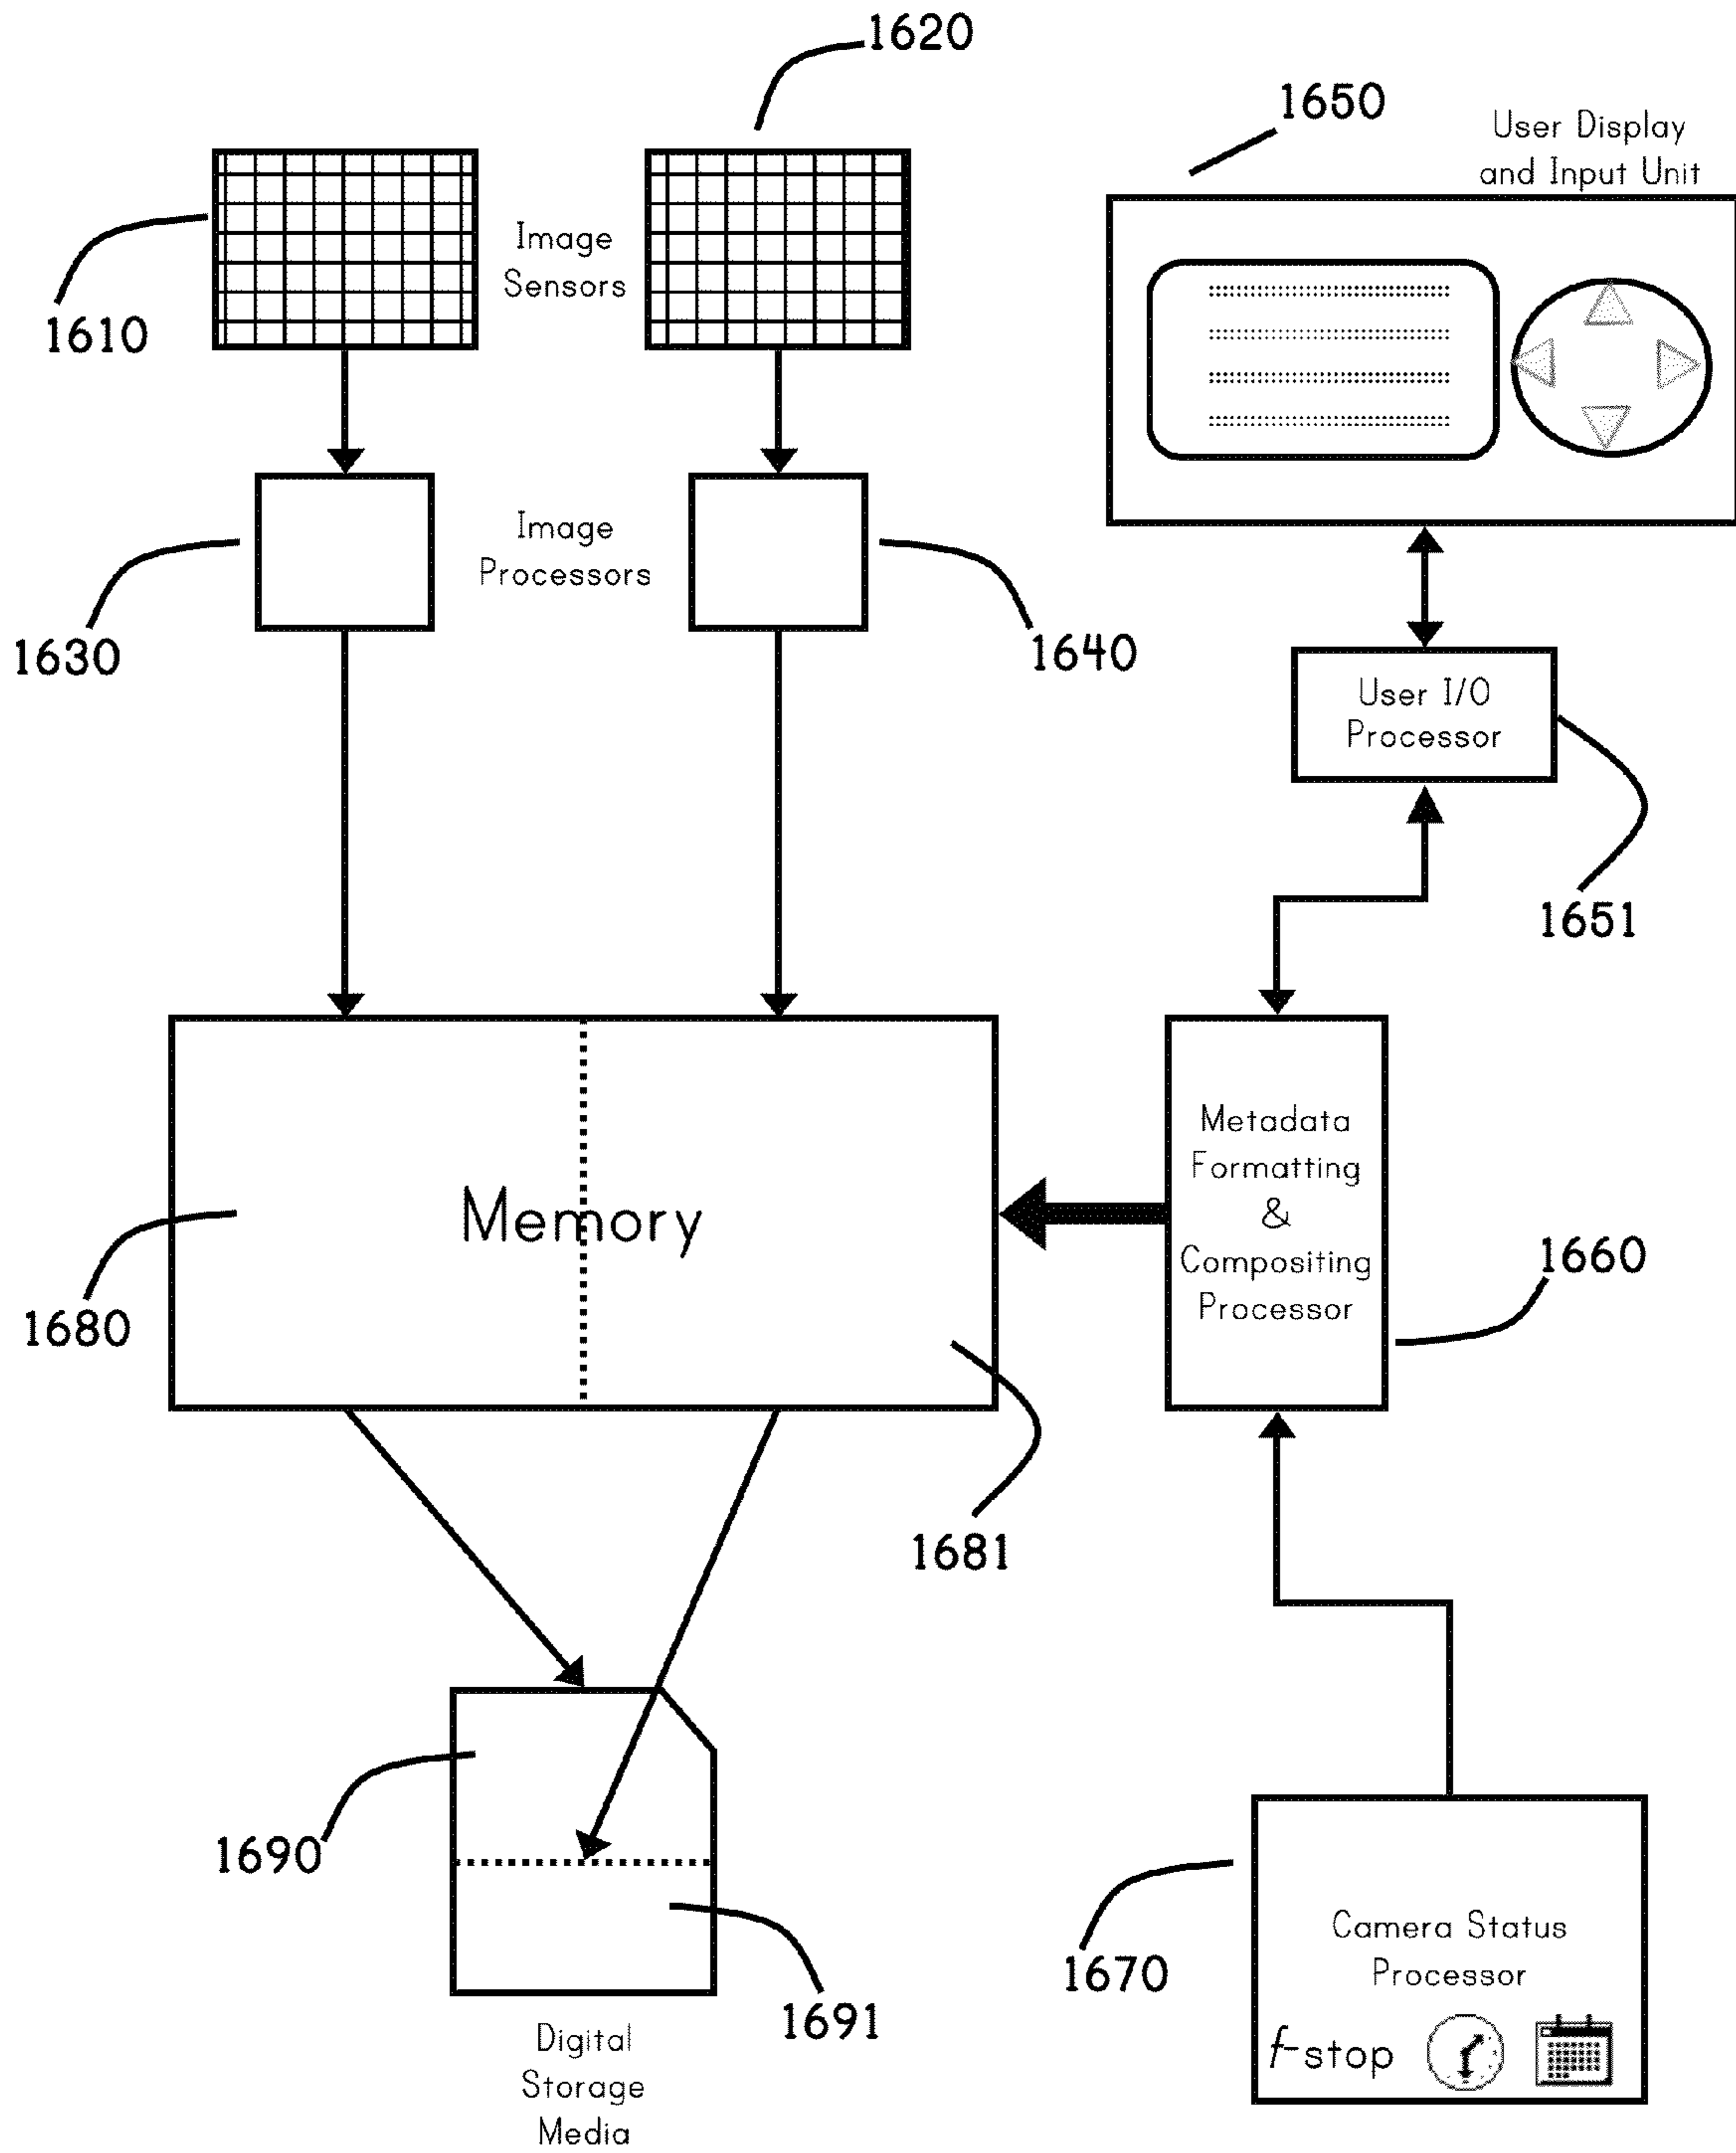 1620
1650
User Display
and Input Unit
Image
Sensors
1610
Image
Processors
1630
1640
User I/O
Processor
1651
Memory
Metadata
Formatting
&
Compositing
Processor
1660
1680
1681
1690
1691
Digital
Storage
Media
1670
Camera Status
Processor
f-stop